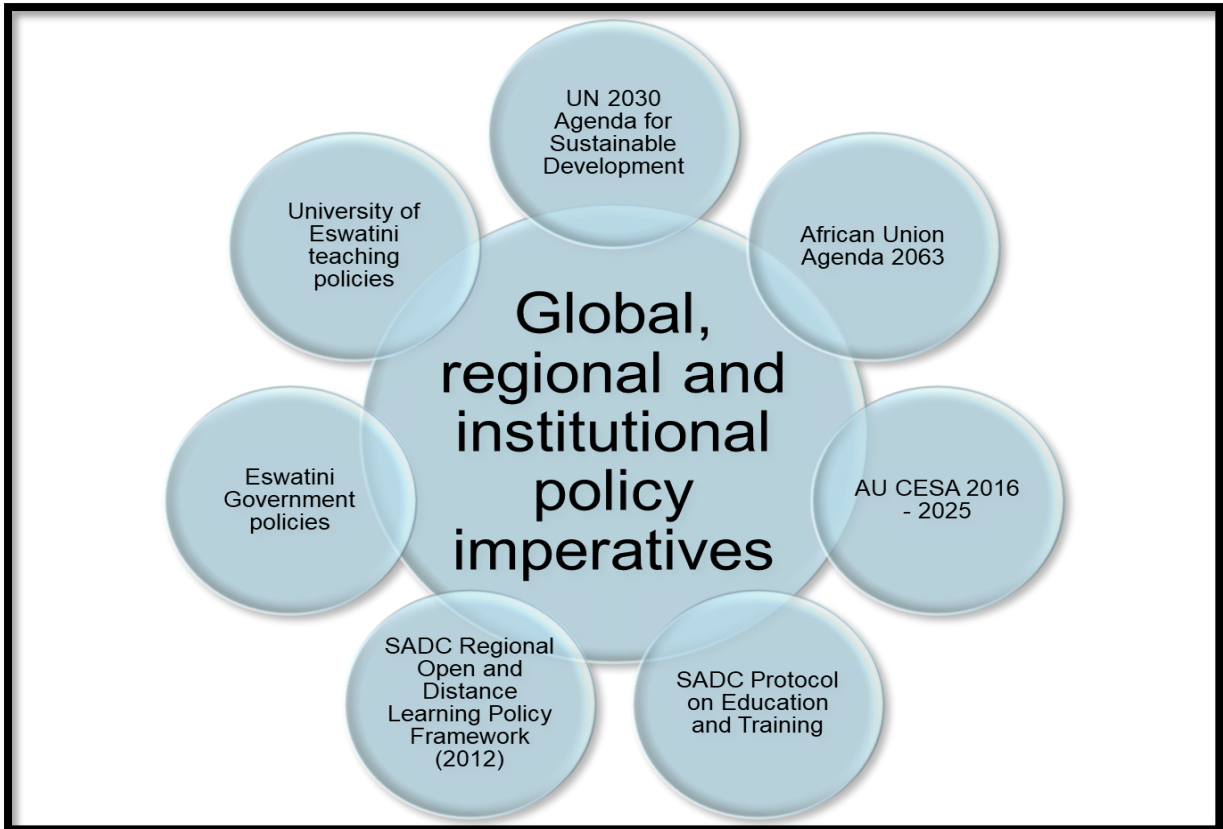 UN 2030
Agenda for
Sustainable
Development
African Union
Agenda 2063
AU CESA 2016
- 2025
SADC Protocol
on Education
and Training
SADC Regional
Open and
Distance
Learning Policy
Framework
(2012)
Eswatini
Government
policies
University of
Eswatini
teaching
policies
Global,
regional and
institutional
policy
imperatives